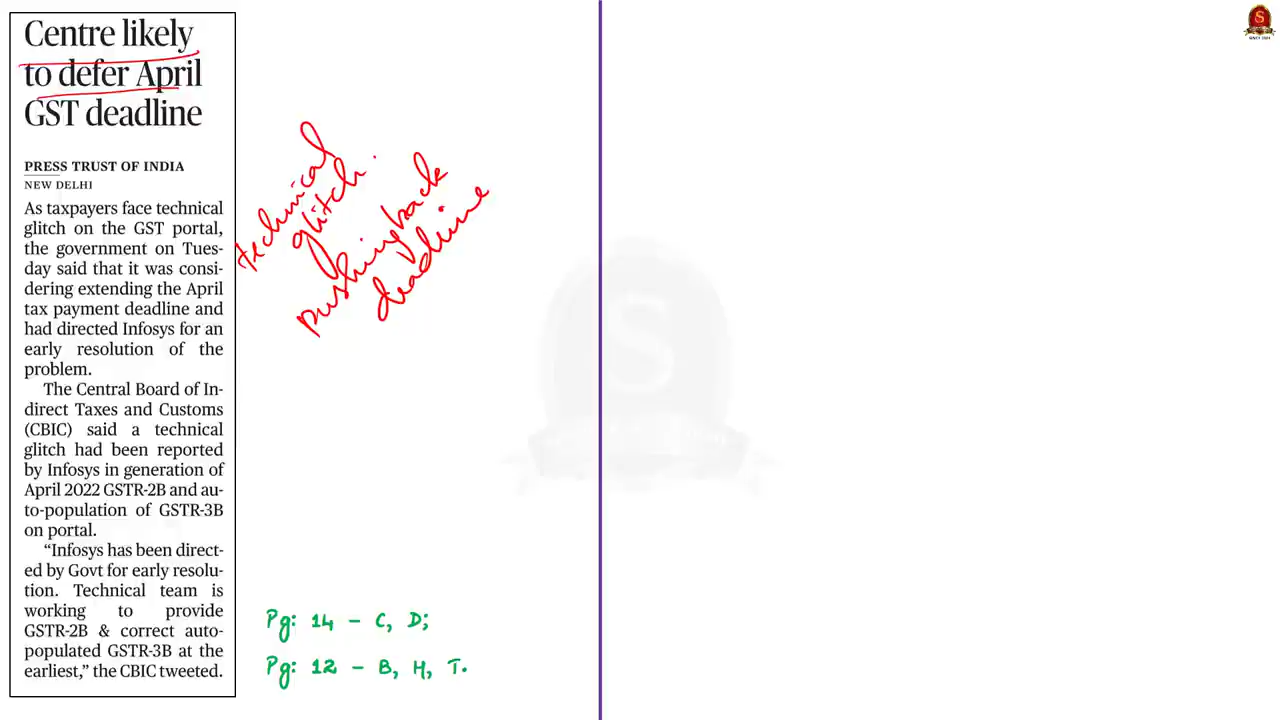 Centre likely
to defer April
GST deadline
PRESS TRUST OF INDIA
NEW DELHI
As taxpayers face technical
glitch on the GST portal,
the government on Tues-
day said that it was consi-
dering extending the April
tax payment deadline and
had directed Infosys for an
early resolution of the
problem.
The Central Board of In-
direct Taxes and Customs
(CBIC) said a technical
glitch had been reported
by Infosys in generation of
April 2022 GSTR-2B and au-
to-population of GSTR-3B
on portal.
“Infosys has been direct-
ed by Govt for early resolu-
tion. Technical team is
working to provide
GSTR-2B & correct auto-
populated GSTR-3B at the
earliest,” the CBIC tweeted.
technical
glitch.
pushing back
deadline
Pg: 14 - C, D;
Pg: 12 - B, H, T.
S
S